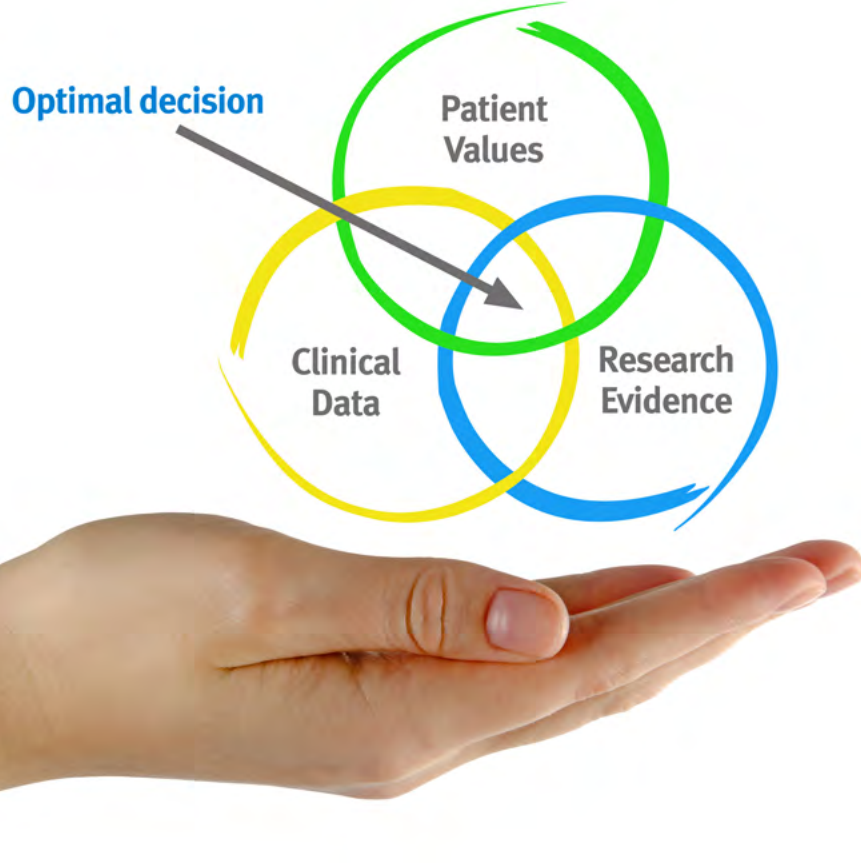 Optimal decision
Patient
Values
Clinical
Data
Research
Evidence